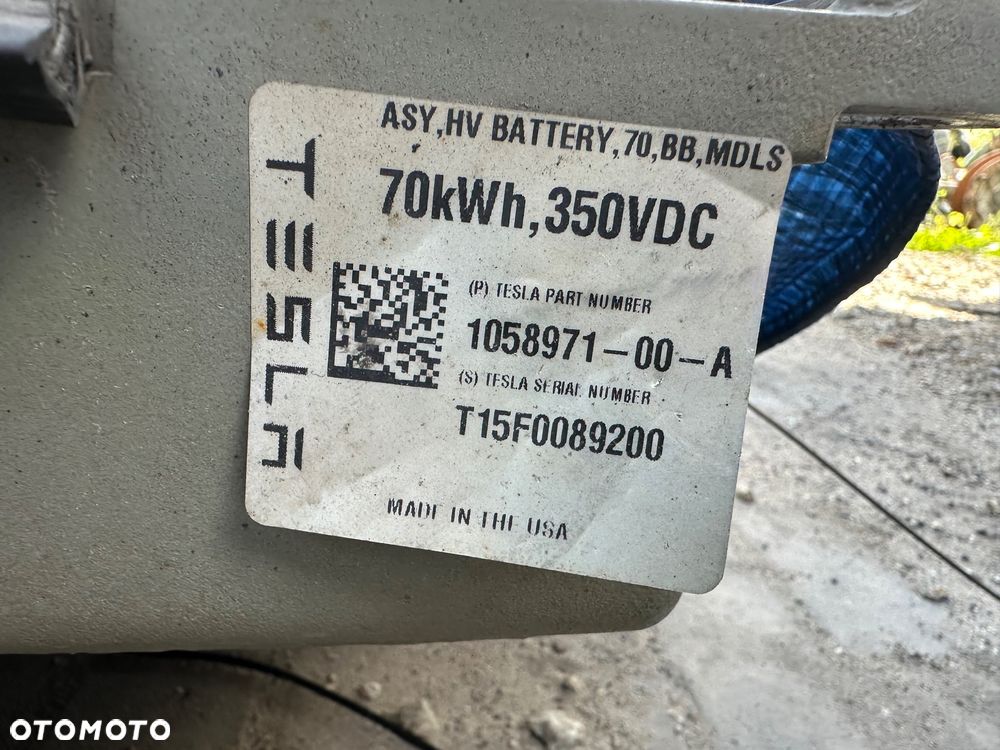 ASY,HV BATTERY,70,BB,MDLS
70kWh,350VDC
TESLA
(P) TESLA PART NUMBER
1058971-00-A
(S) TESLA SERIAL NUMBER
T15F0089200
MADE IN THE USA
OTOMOTO